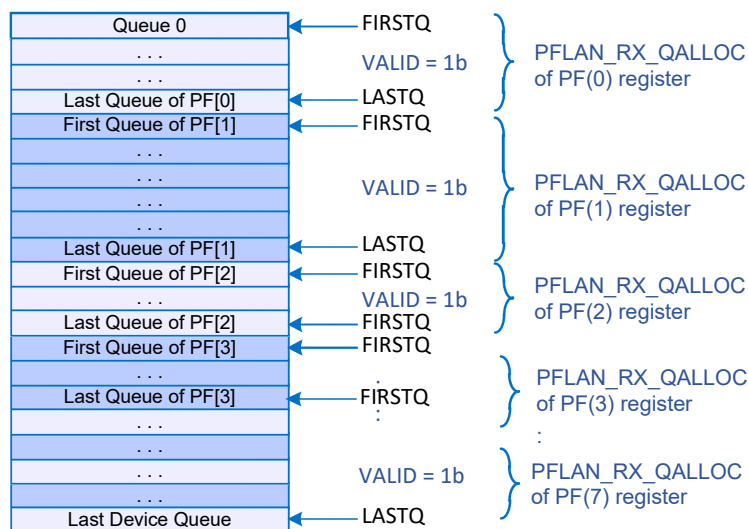 Queue 0
. . .
. . .
Last Queue of PF[0]
First Queue of PF[1]
. . .
. . .
. . .
. . .
Last Queue of PF[1]
First Queue of PF[2]
. . .
Last Queue of PF[2]
First Queue of PF[3]
. . .
Last Queue of PF[3]
. . .
. . .
. . .
. . .
Last Device Queue
FIRSTQ
VALID = 1b
LASTQ
FIRSTQ
VALID = 1b
LASTQ
FIRSTQ
VALID = 1b
FIRSTQ
FIRSTQ
:
FIRSTQ
:
VALID = 1b
LASTQ
PFLAN_RX_QALLOC
of PF(0) register
PFLAN_RX_QALLOC
of PF(1) register
PFLAN_RX_QALLOC
of PF(2) register
PFLAN_RX_QALLOC
of PF(3) register
:
PFLAN_RX_QALLOC
of PF(7) register